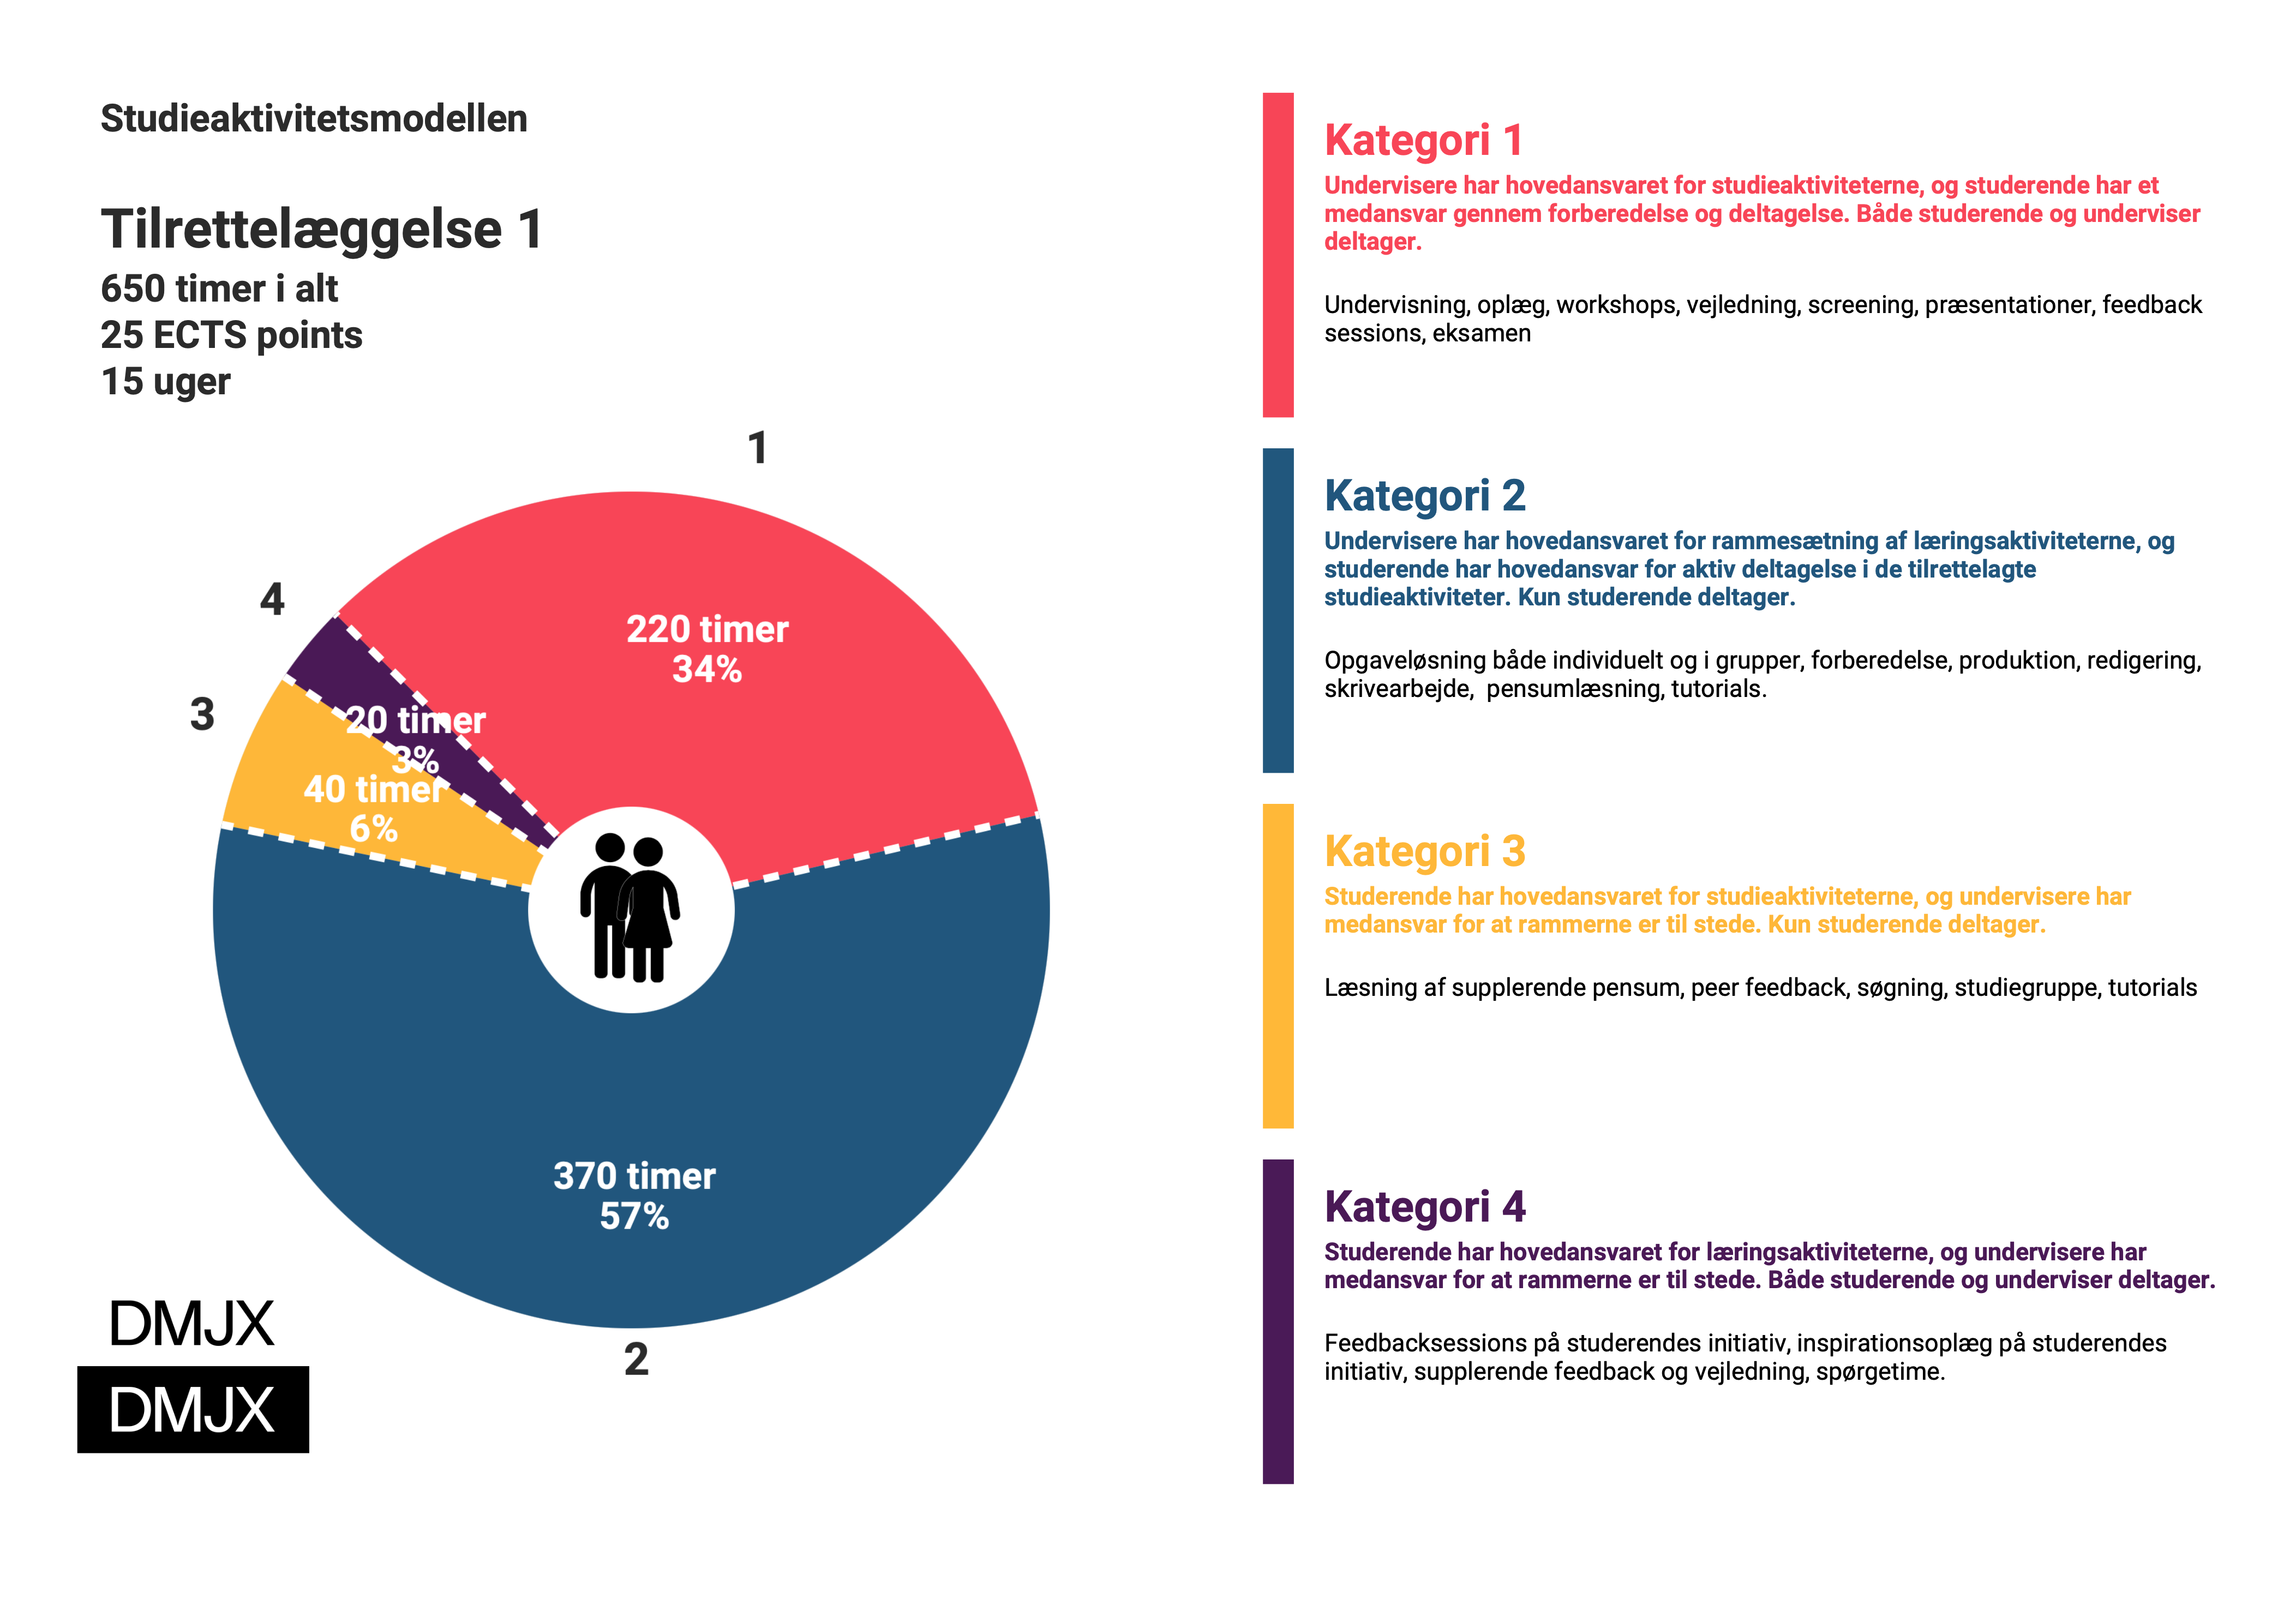 Studieaktivitetsmodellen
Tilrettelæggelse 1
650 timer i alt
25 ECTS points
15 uger
1
4
3
220 timer
34%
20 timer
3%
40 timer
6%
370 timer
57%
2
DMJX
DMJX
Kategori 1
Undervisere har hovedansvaret for studieaktiviteterne, og studerende har et
medansvar gennem forberedelse og deltagelse. Både studerende og underviser
deltager.
Undervisning, oplæg, workshops, vejledning, screening, præsentationer, feedback
sessions, eksamen
Kategori 2
Undervisere har hovedansvaret for rammesætning af læringsaktiviteterne, og
studerende har hovedansvar for aktiv deltagelse i de tilrettelagte
studieaktiviteter. Kun studerende deltager.
Opgaveløsning både individuelt og i grupper, forberedelse, produktion, redigering,
skrivearbejde,  pensumlæsning, tutorials.
Kategori 3
Studerende har hovedansvaret for studieaktiviteterne, og undervisere har
medansvar for at rammerne er til stede. Kun studerende deltager.
Læsning af supplerende pensum, peer feedback, søgning, studiegruppe, tutorials
Kategori 4
Studerende har hovedansvaret for læringsaktiviteterne, og undervisere har
medansvar for at rammerne er til stede. Både studerende og underviser deltager.
Feedbacksessions på studerendes initiativ, inspirationsoplæg på studerendes
initiativ, supplerende feedback og vejledning, spørgetime.